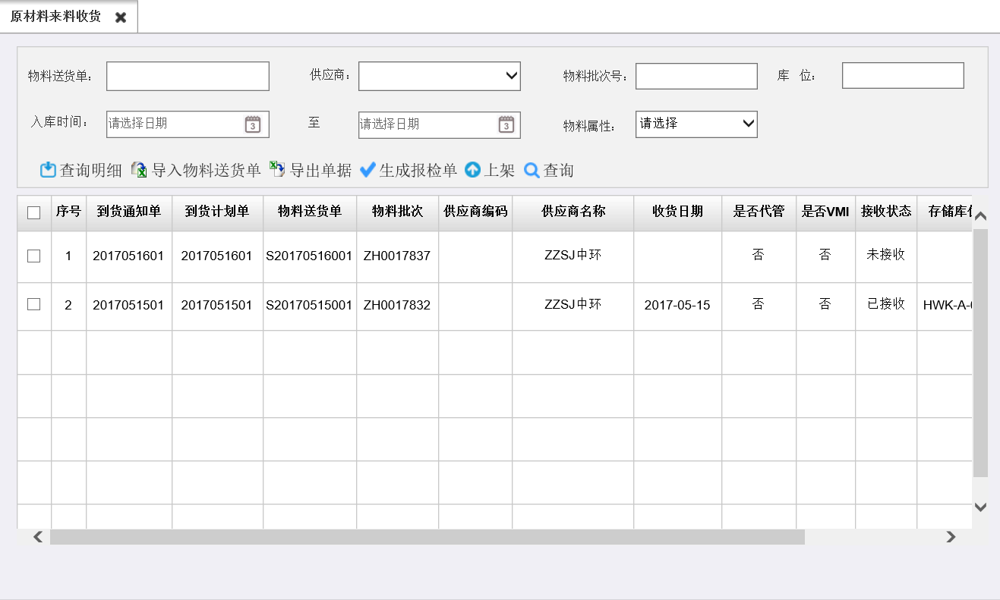 原材料来料收货
物料送货单： 供应商： 物料批次号： 库 位：
入库时间： 请选择日期 3 至 请选择日期 3 物料属性： 请选择
查询明细 导入物料送货单 导出单据 生成报检单 上架 查询
序号 到货通知单 到货计划单 物料送货单 物料批次 供应商编码 供应商名称 收货日期 是否代管 是否VMI 接收状态 存储库
1 2017051601 2017051601 S20170516001 ZH0017837 ZZSJ中环 否 否 未接收
2 2017051501 2017051501 S20170515001 ZH0017832 ZZSJ中环 2017-05-15 否 否 已接收 HWK-A-